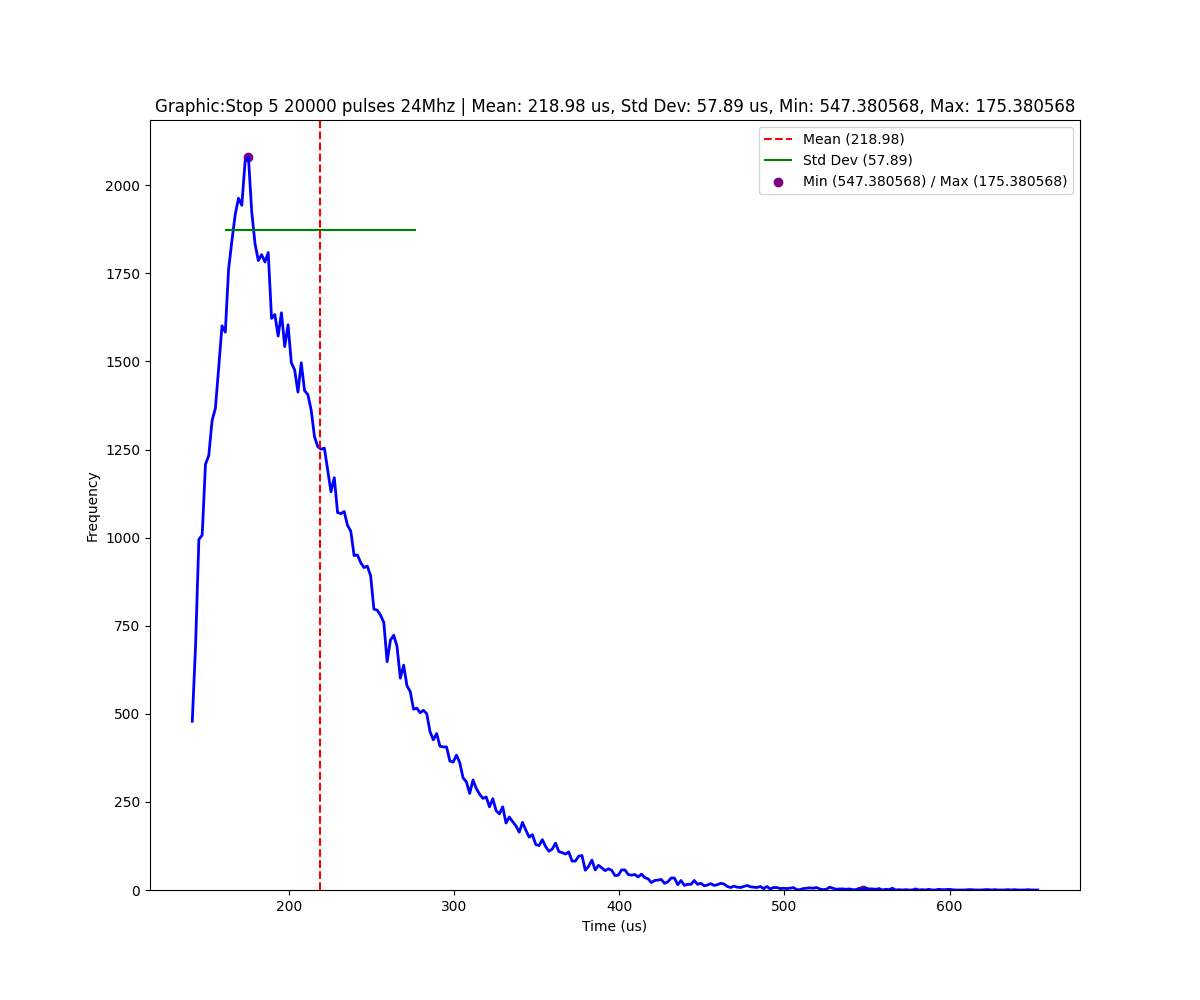 Graphic:Stop 5 20000 pulses 24Mhz | Mean: 218.98 us, Std Dev: 57.89 us, Min: 547.380568, Max: 175.380568
Mean (218.98)
Std Dev (57.89)
Min (547.380568) / Max (175.380568)
2000
1750
1500
1250
1000
750
500
250
0
Frequency
200
300
400
500
600
Time (us)